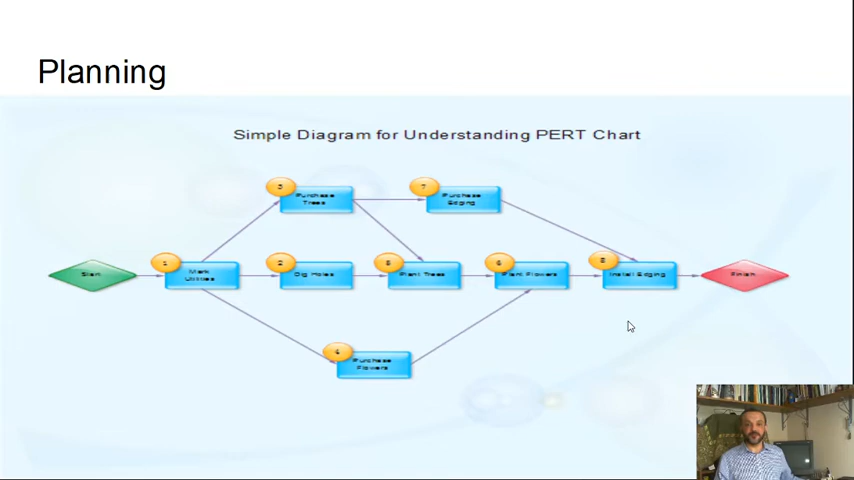 Planning
Simple Diagram for Understanding PERT Chart
Purchase
Trees
7
Purchase
Edging
Start
1
Mark
Utilities
2
Dig Holes
5
Plant Trees
6
Plant Flowers
8
Install Edging
Finish
4
Purchase
Flowers